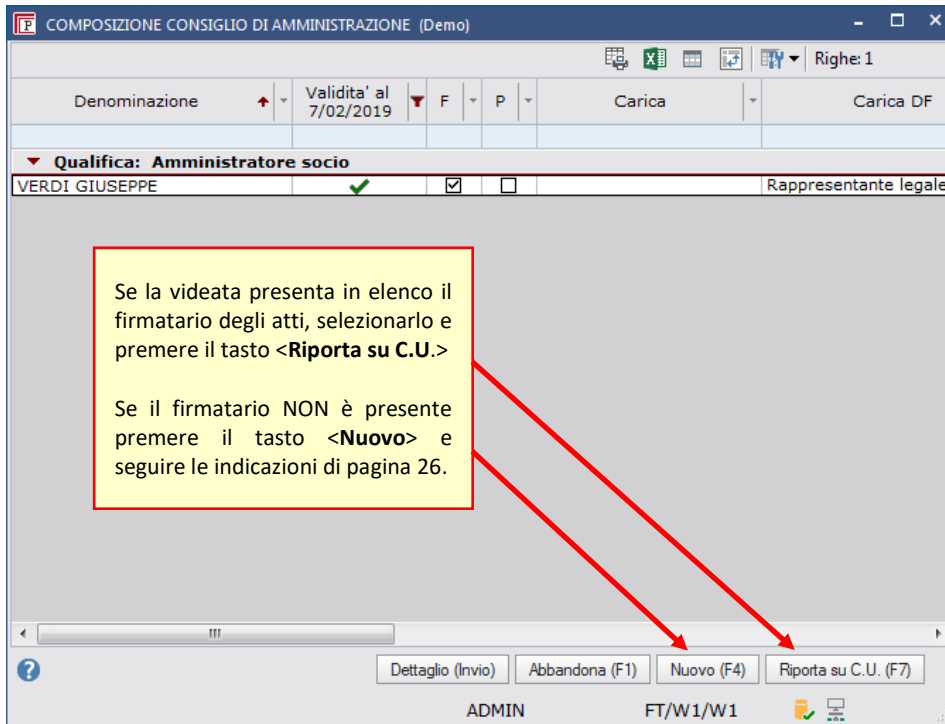 COMPOSIZIONE CONSIGLIO DI AMMINISTRAZIONE (Demo)
Righe: 1
Denominazione Validita' al 7/02/2019 F P Carica Carica DF
Qualifica: Amministratore socio
VERDI GIUSEPPE Rappresentante legale
Se la videata presenta in elenco il
firmatario degli atti, selezionarlo e
premere il tasto <Riporta su C.U.>
Se il firmatario NON è presente
premere il tasto <Nuovo> e
seguire le indicazioni di pagina 26.
Dettaglio (Invio) Abbandona (F1) Nuovo (F4) Riporta su C.U. (F7)
ADMIN FT/W1/W1